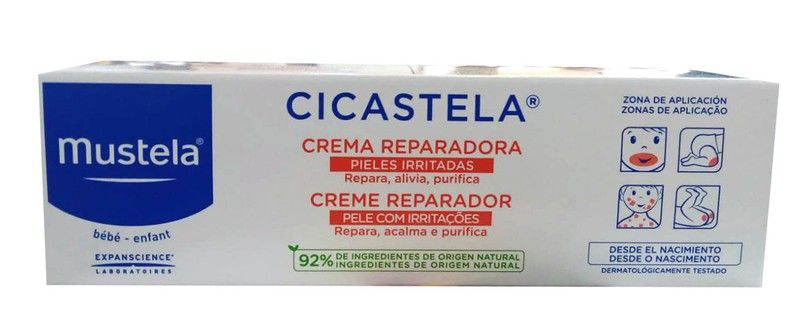 mustela®
bébé - enfant
EXPANSCIENCE®
LABORATOIRES
CICASTELA®
CREMA REPARADORA
PIELES IRRITADAS
Repara, alivia, purifica
CREME REPARADOR
PELE COM IRRITAÇÕES
Repara, acalma e purifica
92% DE INGREDIENTES DE ORIGEN NATURAL
INGREDIENTES DE ORIGEM NATURAL
ZONA DE APLICACIÓN
ZONAS DE APLICAÇÃO
DESDE EL NACIMIENTO
DESDE O NASCIMENTO
DERMATOLÓGICAMENTE TESTADO